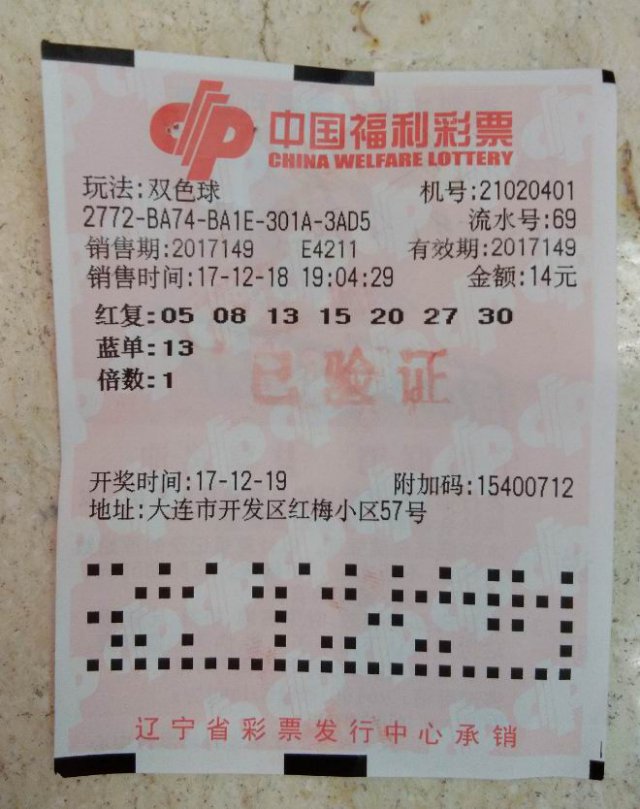 中国福利彩票
CHINA WELFARE LOTTERY
玩法:双色球 机号:21020401
2772-BA74-BA1E-301A-3AD5 流水号:69
销售期:2017149 E4211 有效期:2017149
销售时间:17-12-18 19:04:29 金额:14元
红复:05 08 13 15 20 27 30
蓝单:13
倍数:1
已验证
开奖时间:17-12-19 附加码:15400712
地址:大连市开发区红梅小区57号
辽宁省彩票发行中心承销